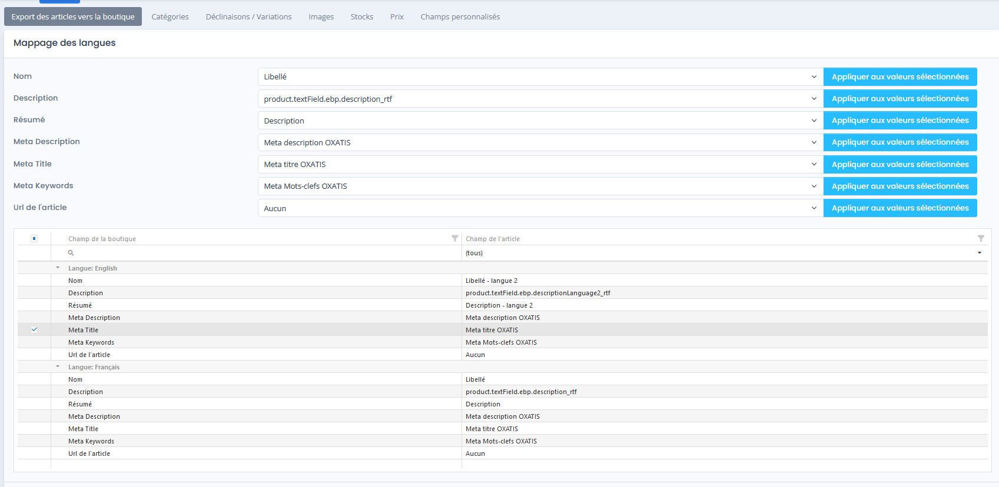 Export des articles vers la boutique Catégories Déclinaisons / Variations Images Stocks Prix Champs personnalisés
Mappage des langues
Nom Libellé Appliquer aux valeurs sélectionnées
Description product.textField.ebp.description_rtf Appliquer aux valeurs sélectionnées
Résumé Description Appliquer aux valeurs sélectionnées
Meta Description Meta description OXATIS Appliquer aux valeurs sélectionnées
Meta Title Meta titre OXATIS Appliquer aux valeurs sélectionnées
Meta Keywords Meta Mots-clefs OXATIS Appliquer aux valeurs sélectionnées
Url de l'article Aucun Appliquer aux valeurs sélectionnées
Champ de la boutique Champ de l'article
(tous)
Langue: English
Nom Libellé - langue 2
Description product.textField.ebp.descriptionLanguage2_rtf
Résumé Description - langue 2
Meta Description Meta description OXATIS
Meta Title Meta titre OXATIS
Meta Keywords Meta Mots-clefs OXATIS
Url de l'article Aucun
Langue: Français
Nom Libellé
Description product.textField.ebp.description_rtf
Résumé Description
Meta Description Meta description OXATIS
Meta Title Meta titre OXATIS
Meta Keywords Meta Mots-clefs OXATIS
Url de l'article Aucun